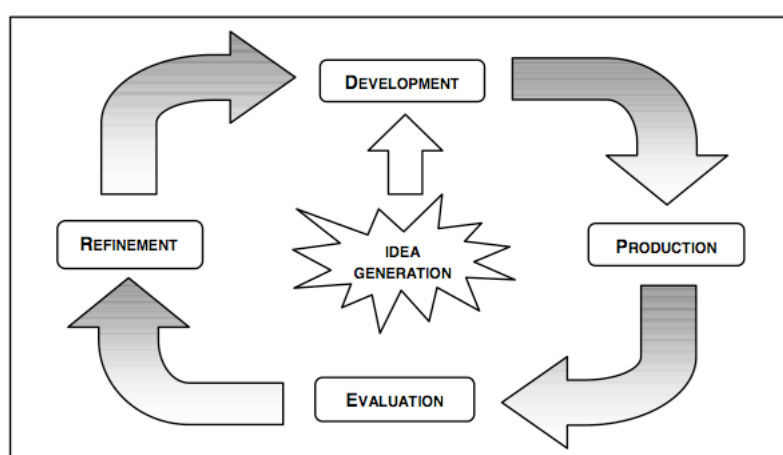 DEVELOPMENT
REFINEMENT
IDEA
GENERATION
PRODUCTION
EVALUATION